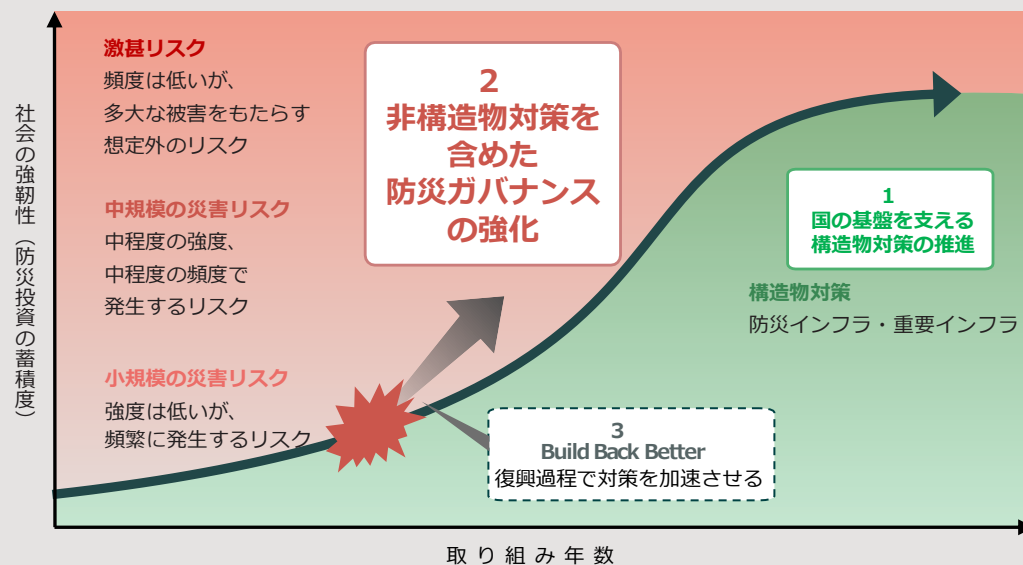 社会の強靭性（防災投資の蓄積度）
激甚リスク
頻度は低いが、
多大な被害をもたらす
想定外のリスク
中規模の災害リスク
中程度の強度、
中程度の頻度で
発生するリスク
小規模の災害リスク
強度は低いが、
頻繁に発生するリスク
2
非構造物対策を
含めた
防災ガバナンス
の強化
1
国の基盤を支える
構造物対策の推進
構造物対策
防災インフラ・重要インフラ
3
Build Back Better
復興過程で対策を加速させる
取り組み年数